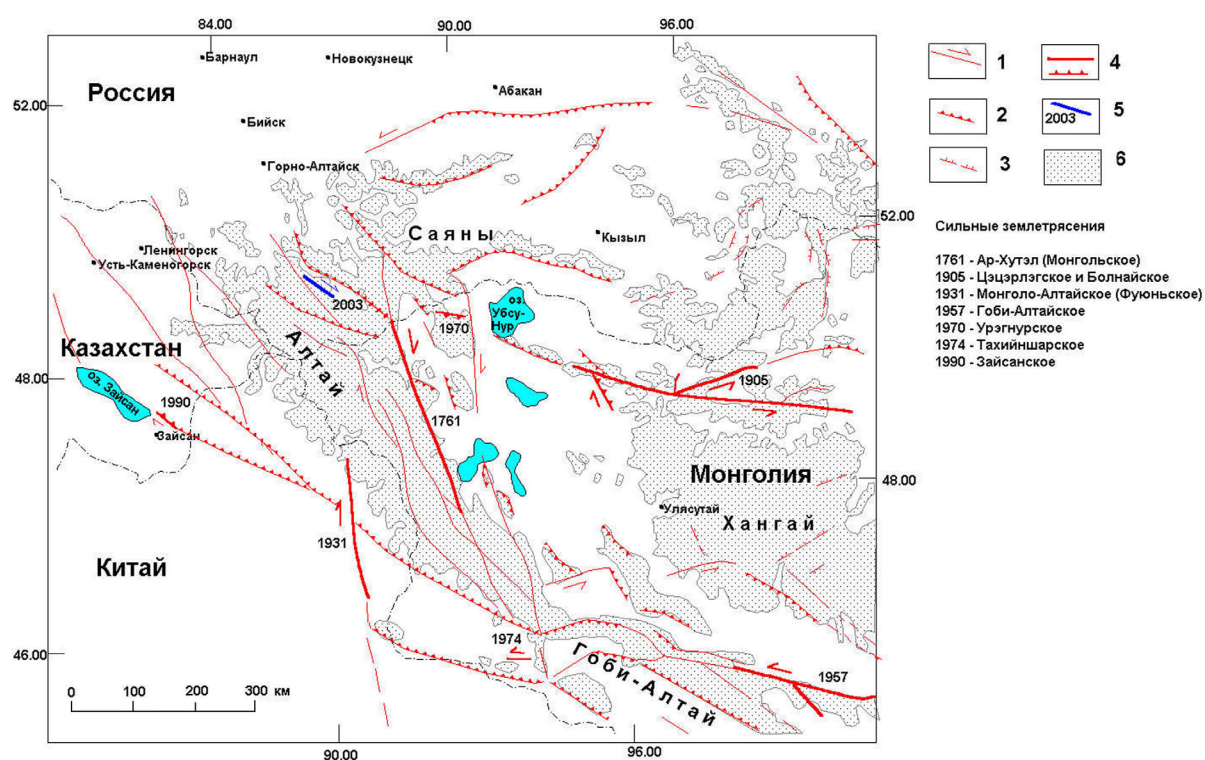 84.00
90.00
96.00
Барнаул
Новокузнецк
Россия
Абакан
52.00
Бийск
Горно-Алтайск
52.00
Саяны
Кызыл
Лениногорск
Усть-Каменогорск
2003
1970
оз.
Убсу-
Нур
Казахстан
Алтай
48.00
оз. Зайсан
1990
Зайсан
1905
1761
Монголия
48.00
Улясутай
Хангай
1931
Китай
1974
46.00
Гоби-Алтай
1957
0 100 200 300 км
90.00
96.00
1
4
2
2003
5
3
6
Сильные землетрясения
1761 - Ар-Хутэл (Монгольское)
1905 - Цэцэрлэгское и Болнайское
1931 - Монголо-Алтайское (Фуюньское)
1957 - Гоби-Алтайское
1970 - Урэгнурское
1974 - Тахийншарское
1990 - Зайсанское